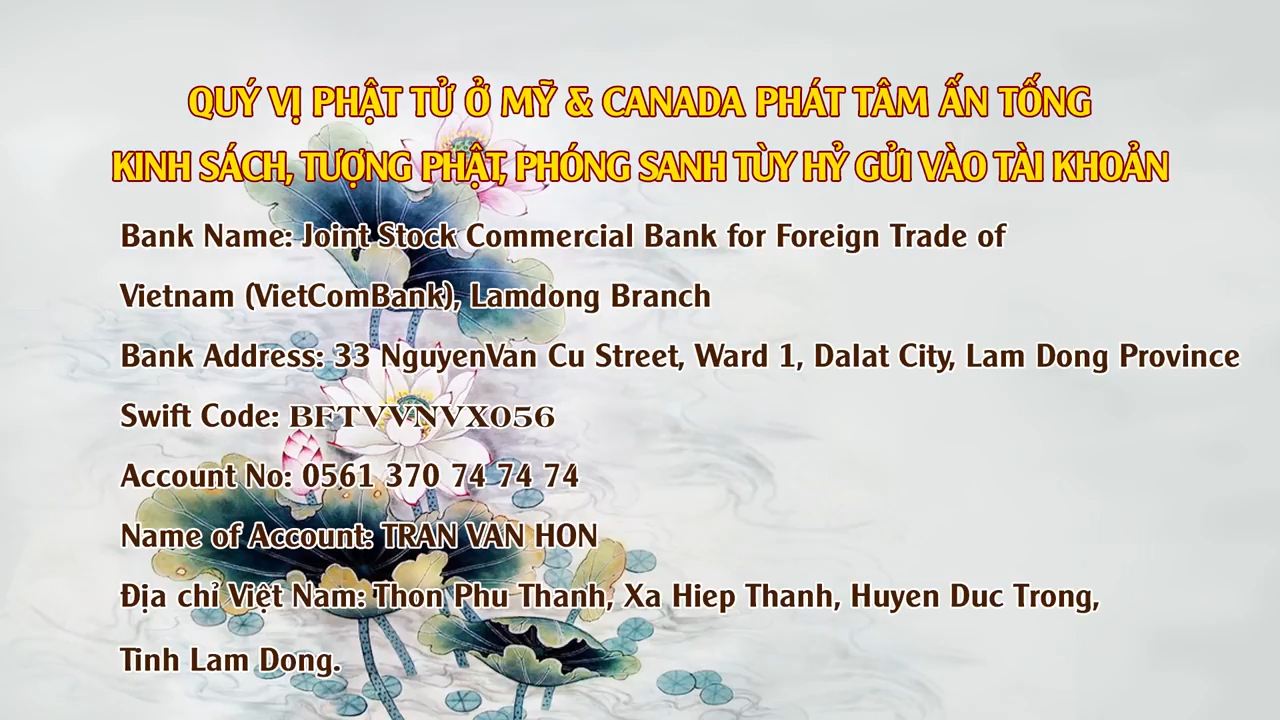 QUÝ VỊ PHẬT TỬ Ở MỸ & CANADA PHÁT TÂM ẤN TỐNG
KINH SÁCH, TƯỢNG PHẬT, PHÓNG SANH TÙY HỶ GỬI VÀO TÀI KHOẢN
Bank Name: Joint Stock Commercial Bank for Foreign Trade of
Vietnam (VietComBank), Lamdong Branch
Bank Address: 33 NguyenVan Cu Street, Ward 1, Dalat City, Lam Dong Province
Swift Code: BFTVVNVX056
Account No: 0561 370 74 74 74
Name of Account: TRAN VAN HON
Địa chỉ Việt Nam: Thon Phu Thanh, Xa Hiep Thanh, Huyen Duc Trong,
Tinh Lam Dong.